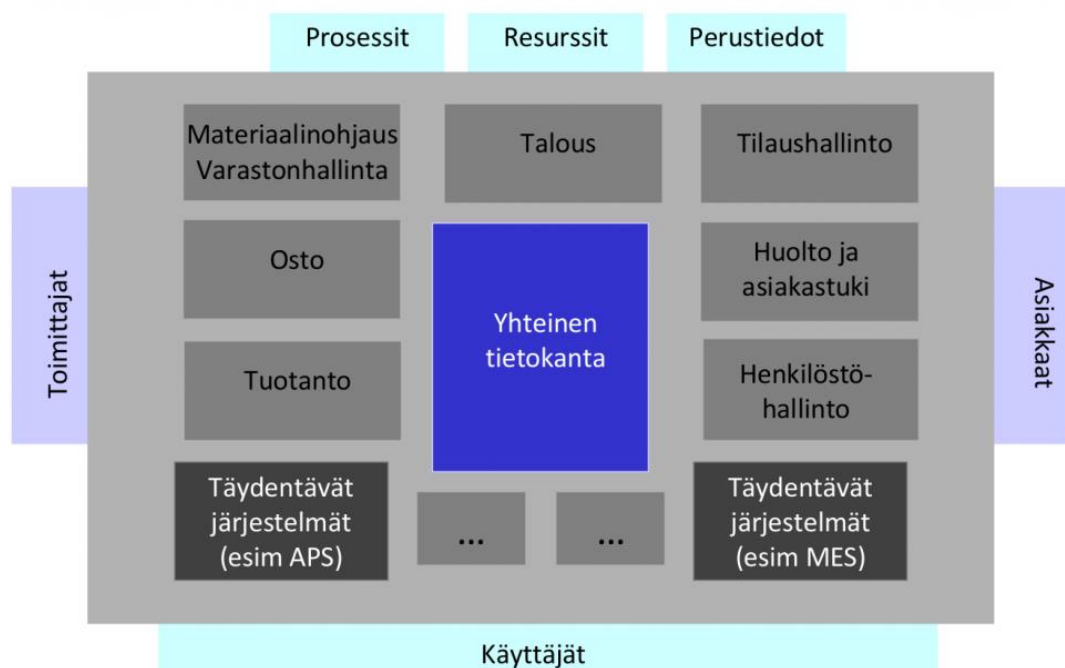 Prosessit
Resurssit
Perustiedot
Materiaalinohjaus
Varastonhallinta
Talous
Tilaushallinto
Toimittajat
Osto
Yhteinen
tietokanta
Huolto ja
asiakastuki
Asiakkaat
Tuotanto
Henkilöstö-
hallinto
Täydentävät
järjestelmät
(esim APS)
...
...
Täydentävät
järjestelmät
(esim MES)
Käyttäjät